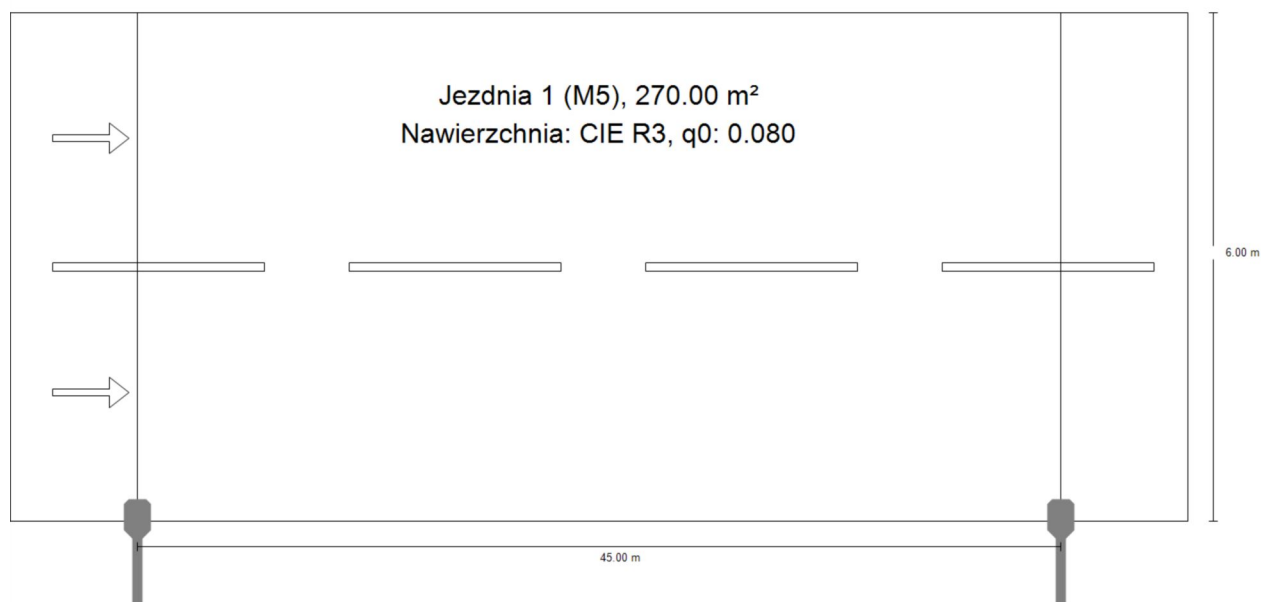 Jezdnia 1 (M5), 270.00 m²
Nawierzchnia: CIE R3, q0: 0.080
6.00 m
45.00 m